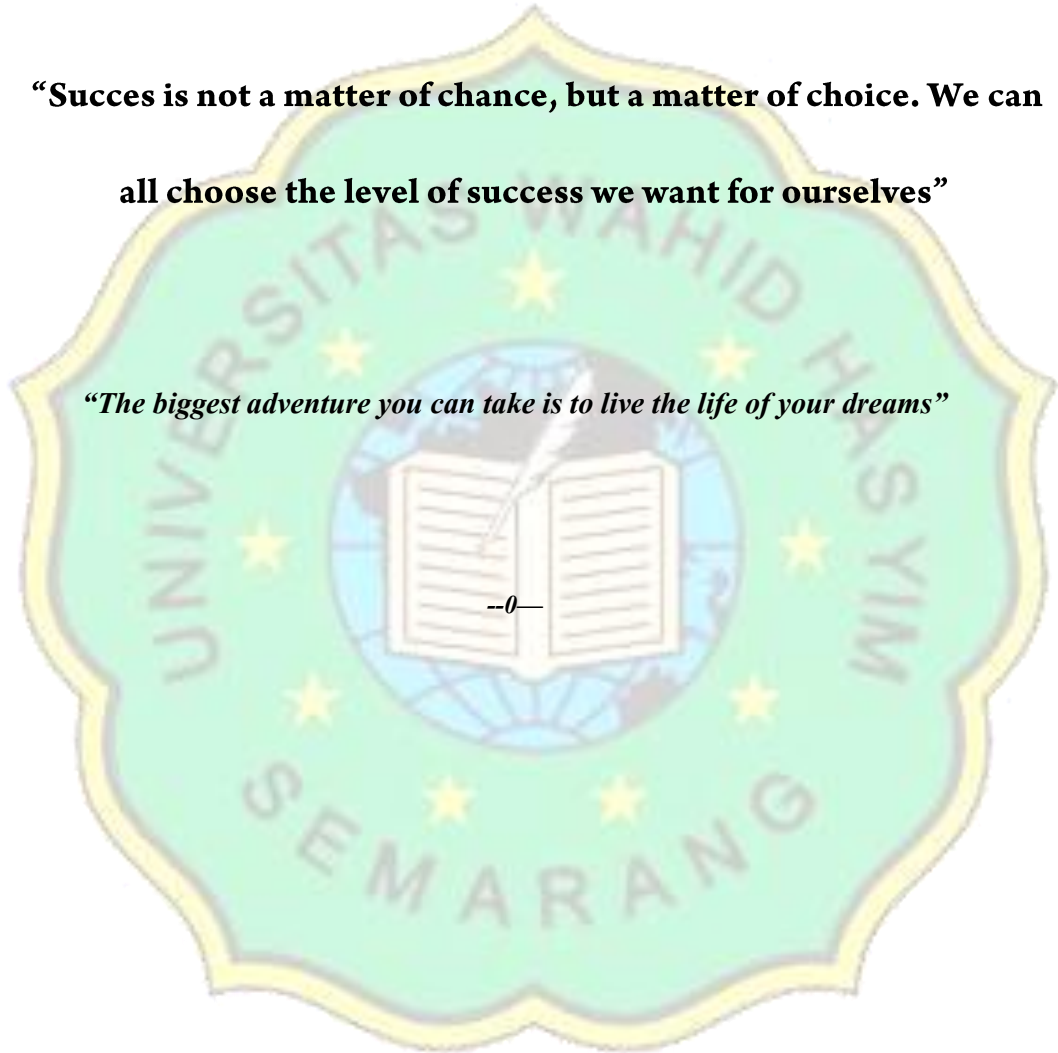 “Succes is not a matter of chance, but a matter of choice. We can
all choose the level of success we want for ourselves”
UNIVERSITAS WAHID HASYIM
“The biggest adventure you can take is to live the life of your dreams”
--0—
SEMARANG